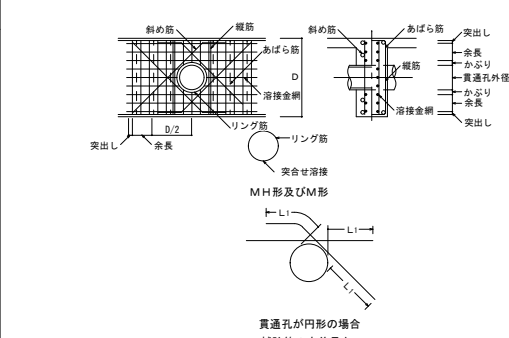 斜め筋
縦筋
あばら筋
D
溶接金網
リング筋
D/2
突出し
余長
斜め筋
あばら筋
縦筋
溶接金網
突出し
余長
かぶり
貫通孔外径
かぶり
余長
突出し
リング筋
突合せ溶接
MH形及びM形
L1
L1
L1
貫通孔が円形の場合